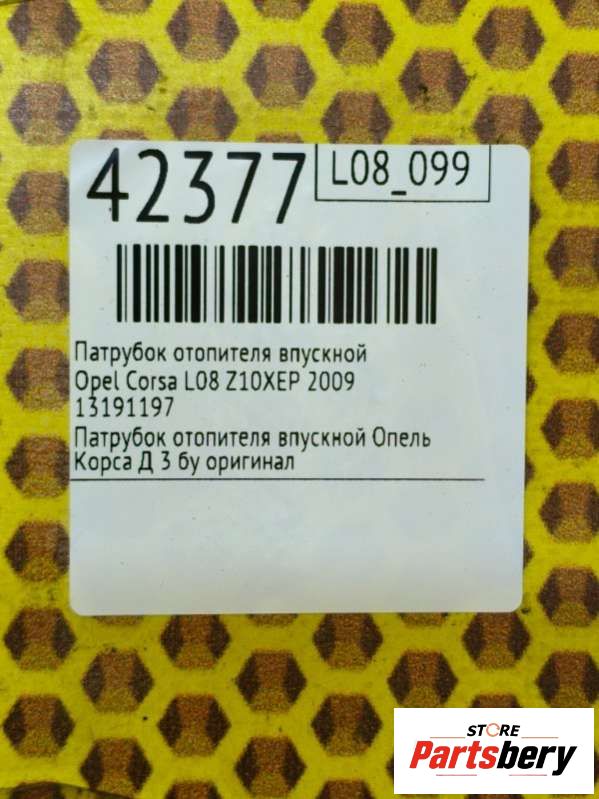 42377
L08_099
Патрубок отопителя впускной
Opel Corsa L08 Z10XEP 2009
13191197
Патрубок отопителя впускной Опель
Корса Д 3 бу оригинал
STORE
Partsbery